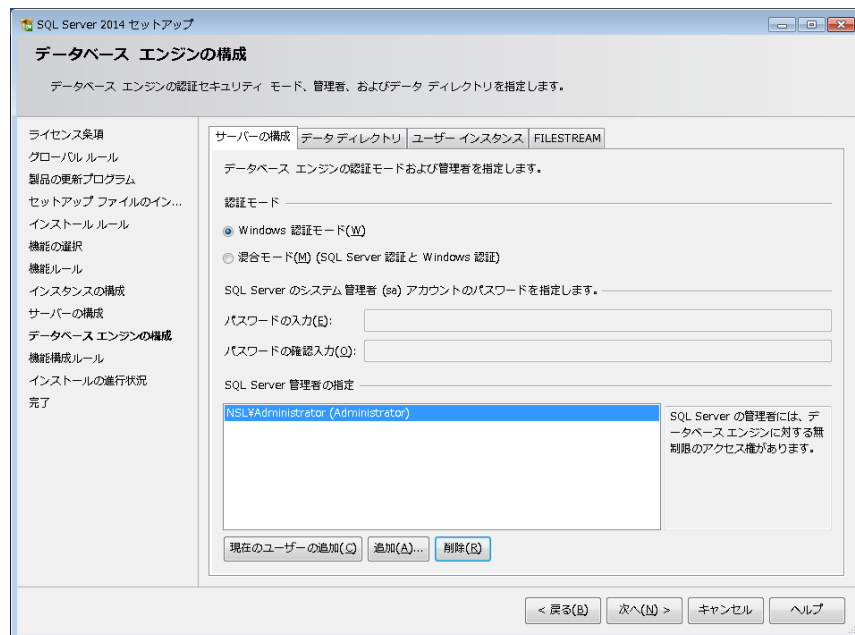 SQL Server 2014 セットアップ
データベース エンジンの構成
データベース エンジンの認証セキュリティ モード、管理者、およびデータ ディレクトリを指定します。
ライセンス条項
グローバル ルール
製品の更新プログラム
セットアップ ファイルのイン...
インストール ルール
機能の選択
機能ルール
インスタンスの構成
サーバーの構成
データベース エンジンの構成
機能構成ルール
インストールの進行状況
完了
サーバーの構成 データ ディレクトリ ユーザー インスタンス FILESTREAM
データベース エンジンの認証モードおよび管理者を指定します。
認証モード
Windows 認証モード(W)
混合モード(M) (SQL Server 認証と Windows 認証)
SQL Server のシステム管理者 (sa) アカウントのパスワードを指定します。
パスワードの入力(E):
パスワードの確認入力(O):
SQL Server 管理者の指定
NSL¥Administrator (Administrator)
SQL Server の管理者には、デ
ータベース エンジンに対する無
制限のアクセス権があります。
現在のユーザーの追加(C) 追加(A)... 削除(R)
< 戻る(B) 次へ(N) > キャンセル ヘルプ